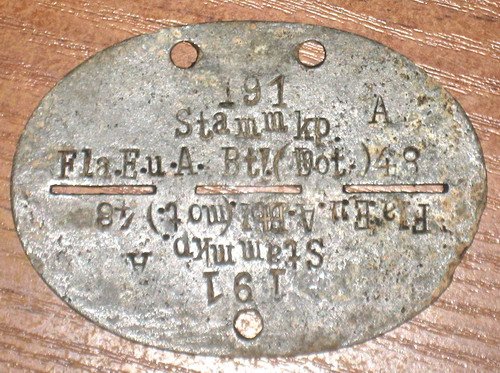 191
Stammkp. A
Fla.E.u.A. Btl.(mot.)48
Fla.E.u. A.Btl.(mot.)48
Stammkp. A
191